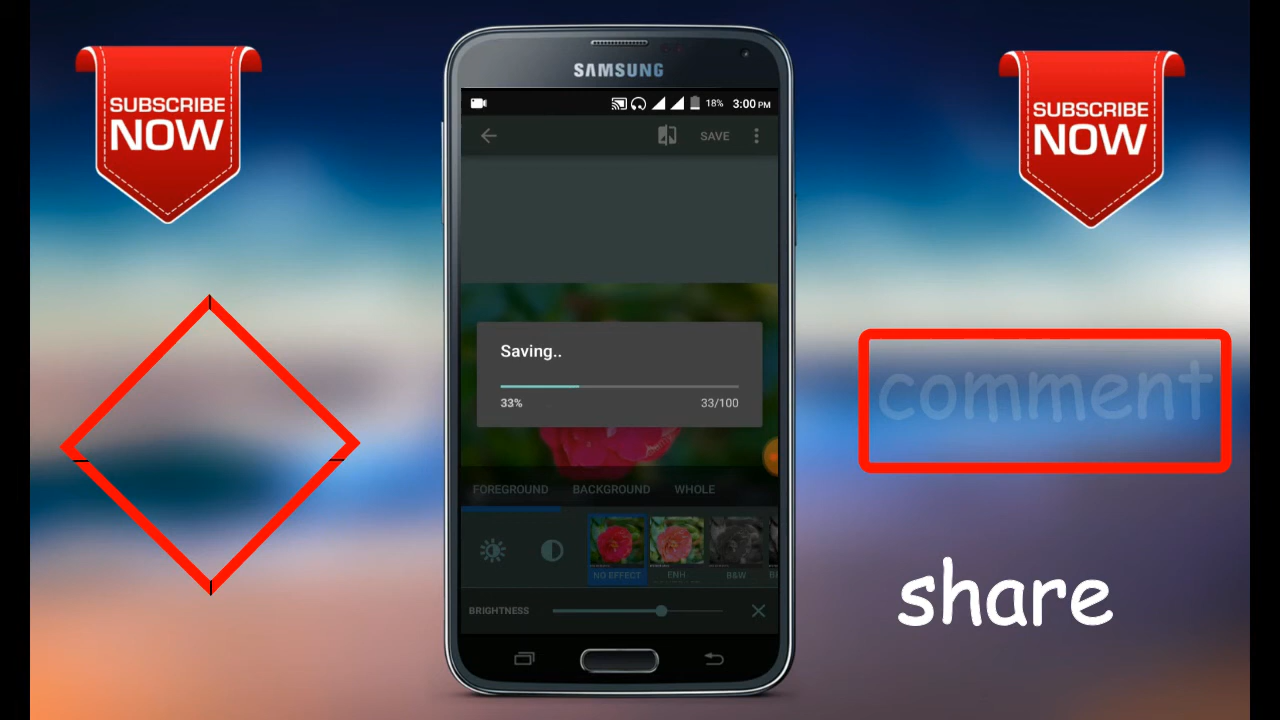 SUBSCRIBE
NOW
SUBSCRIBE
NOW
SAMSUNG
18% 3:00 PM
SAVE
Saving..
33% 33/100
FOREGROUND BACKGROUND WHOLE
NO EFFECT ENH B&W
BRIGHTNESS
comment
share